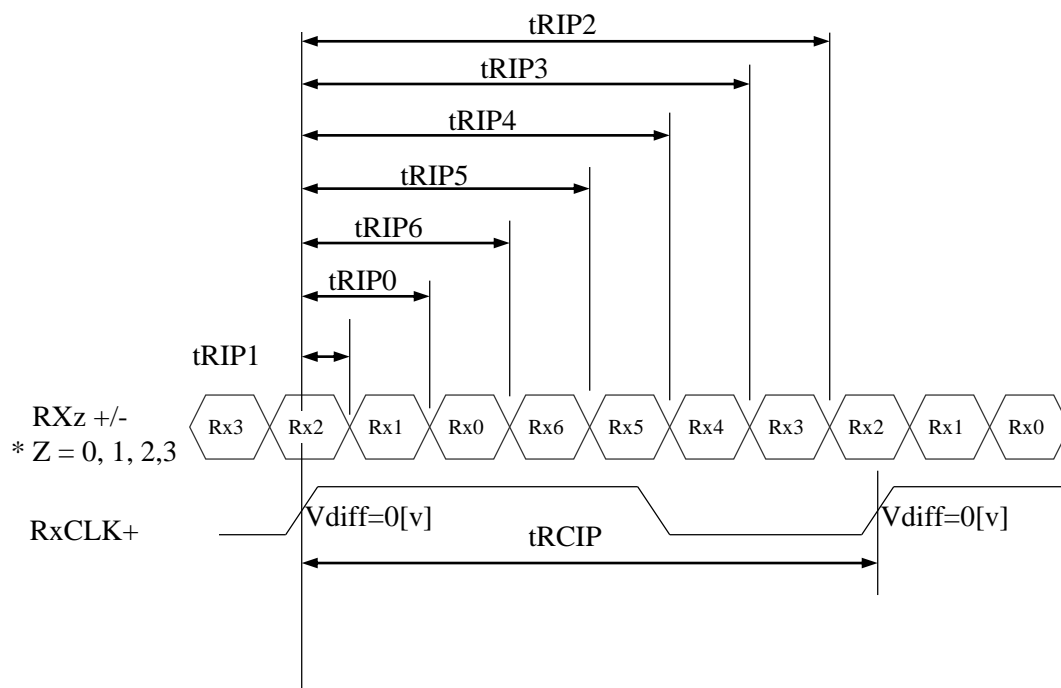 tRIP2
tRIP3
tRIP4
tRIP5
tRIP6
tRIP0
tRIP1
RXz +/-
* Z = 0, 1, 2,3
Rx3 Rx2 Rx1 Rx0 Rx6 Rx5 Rx4 Rx3 Rx2 Rx1 Rx0
RxCLK+
Vdiff=0[v] Vdiff=0[v]
tRCIP